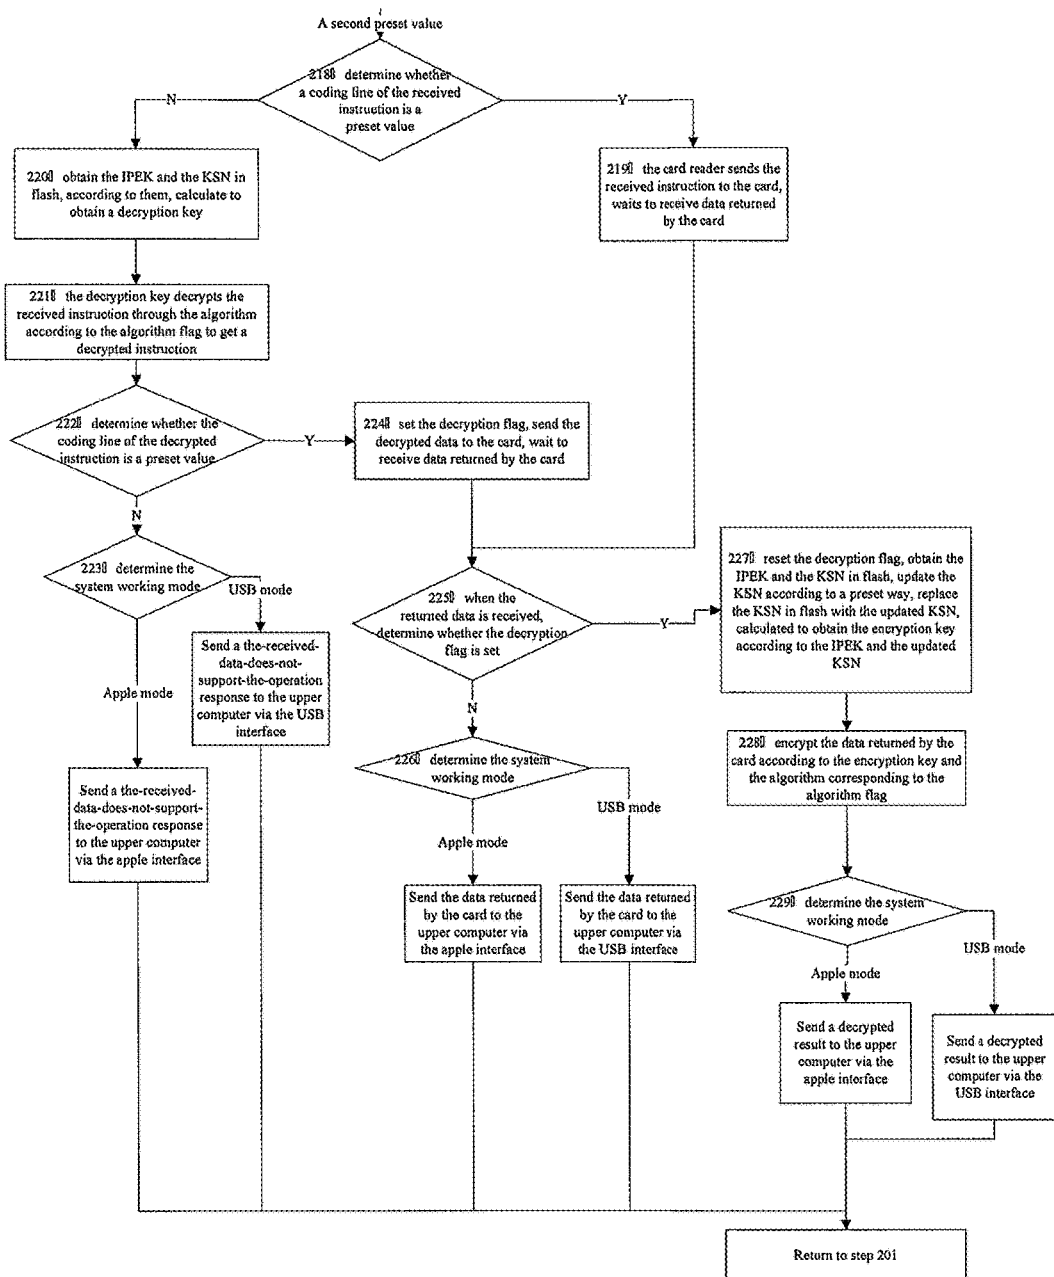 A second preset value
218 determine whether
a coding line of the received
instruction is a
preset value
N
Y
220 obtain the IPEK and the KSN in
flash, according to them, calculate to
obtain a decryption key
219 the card reader sends the
received instruction to the card,
waits to receive data returned
by the card
221 the decryption key decrypts the
received instruction through the algorithm
according to the algorithm flag to get a
decrypted instruction
222 determine whether the
coding line of the decrypted
instruction is a preset value
Y
224 set the decryption flag, send the
decrypted data to the card, wait to
receive data returned by the card
N
223 determine the
system working mode
USB mode
Apple mode
Send a the-received-
data-does-not-
support-the-operation
response to the upper
computer via the USB
interface
Send a the-received-
data-does-not-support-
the-operation response
to the upper computer
via the apple interface
225 when the
returned data is received,
determine whether the decryption
flag is set
Y
N
227 reset the decryption flag, obtain the
IPEK and the KSN in flash, update the
KSN according to a preset way, replace
the KSN in flash with the updated KSN,
calculated to obtain the encryption key
according to the IPEK and the updated
KSN
226 determine the system
working mode
USB mode
Apple mode
Send the data returned
by the card to the
upper computer via
the apple interface
Send the data returned
by the card to the
upper computer via
the USB interface
228 encrypt the data returned by the
card according to the encryption key and
the algorithm corresponding to the
algorithm flag
229 determine the system
working mode
USB mode
Apple mode
Send a decrypted
result to the upper
computer via the
apple interface
Send a decrypted
result to the upper
computer via the
USB interface
Return to step 201